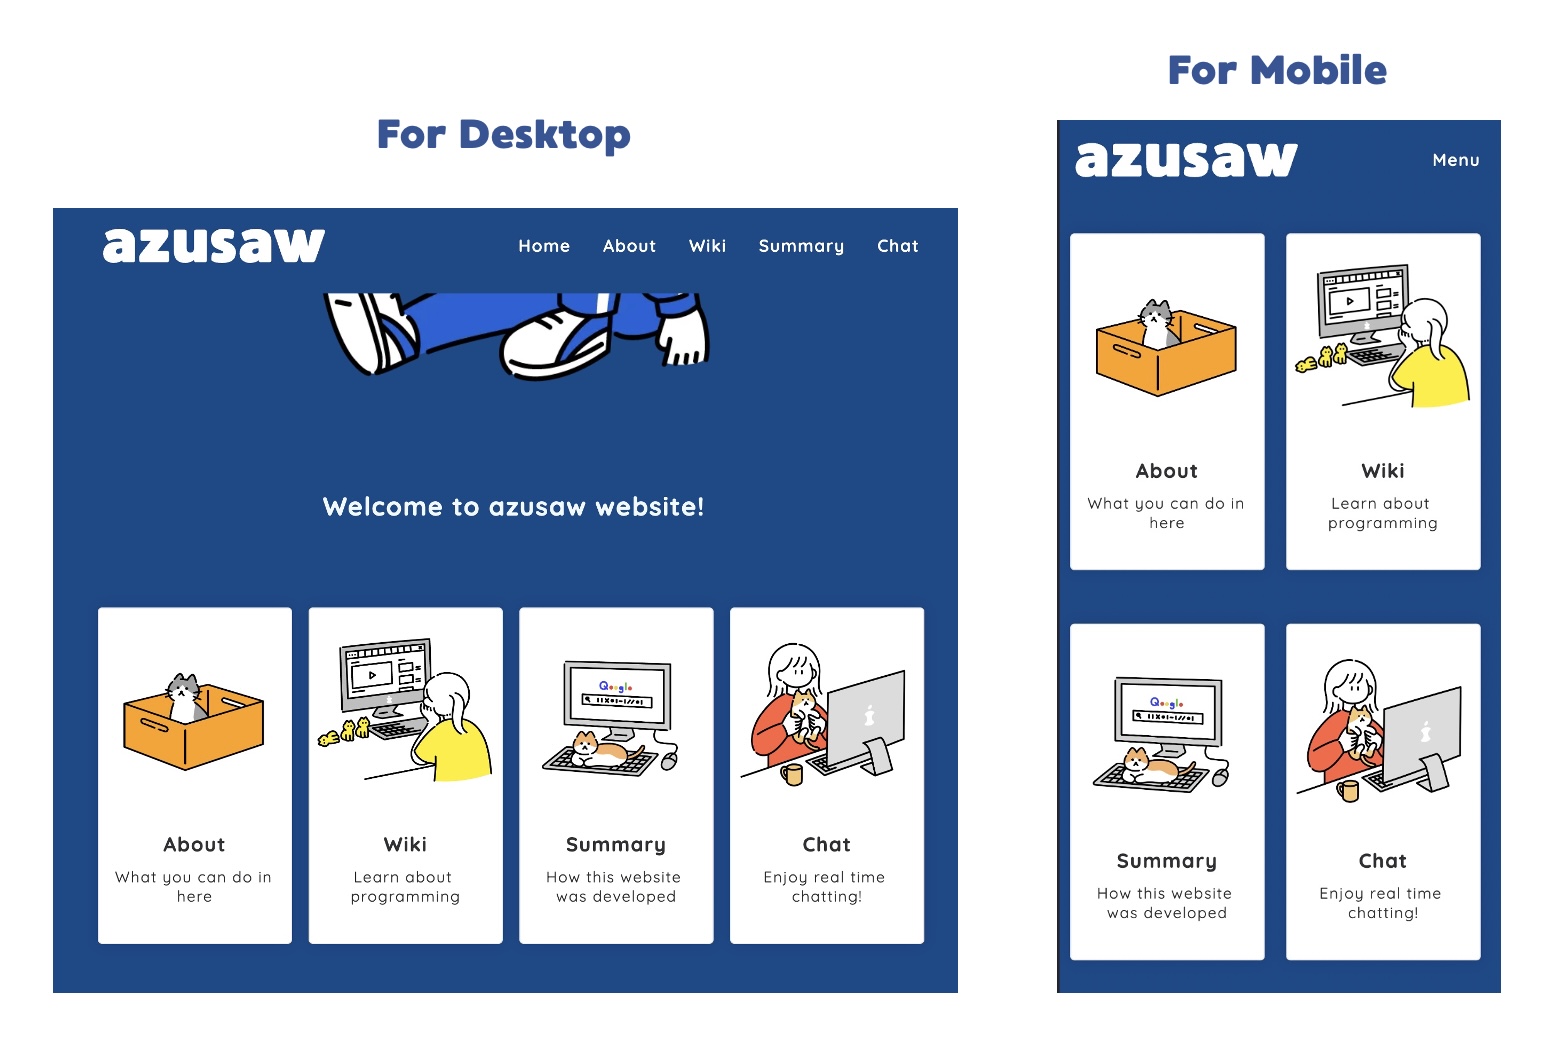 For Desktop
azusaw
Home About Wiki Summary Chat
Welcome to azusaw website!
About
What you can do in
here
Wiki
Learn about
programming
Qooglo
Summary
How this website
was developed
Chat
Enjoy real time
chatting!
For Mobile
azusaw
Menu
About
What you can do in
here
Wiki
Learn about
programming
Qooglo
Summary
How this website
was developed
Chat
Enjoy real time
chatting!